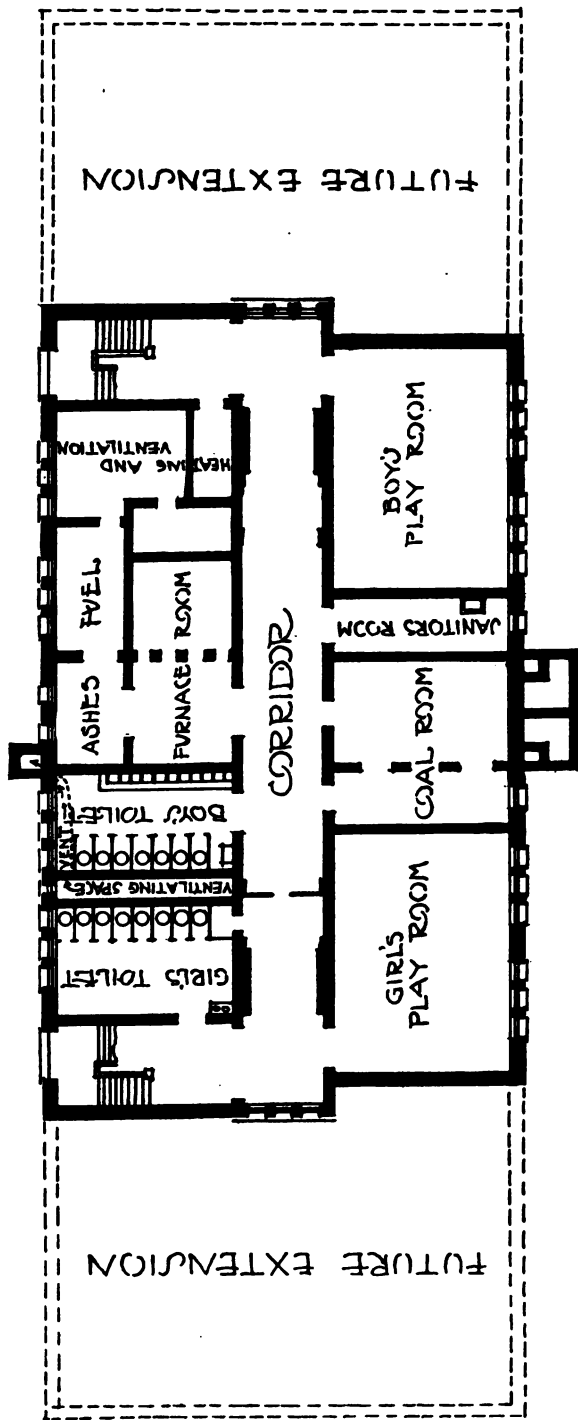 FUTURE EXTENSION
HEATING AND
VENTILATION
BOY'S
PLAY ROOM
FUEL
FURNACE ROOM
CORRIDOR
JANITORS ROOM
ASHES
COAL ROOM
BOY'S TOILET
VENT.
VENTILATING SPACE
GIRL'S TOILET
GIRL'S
PLAY ROOM
FUTURE EXTENSION